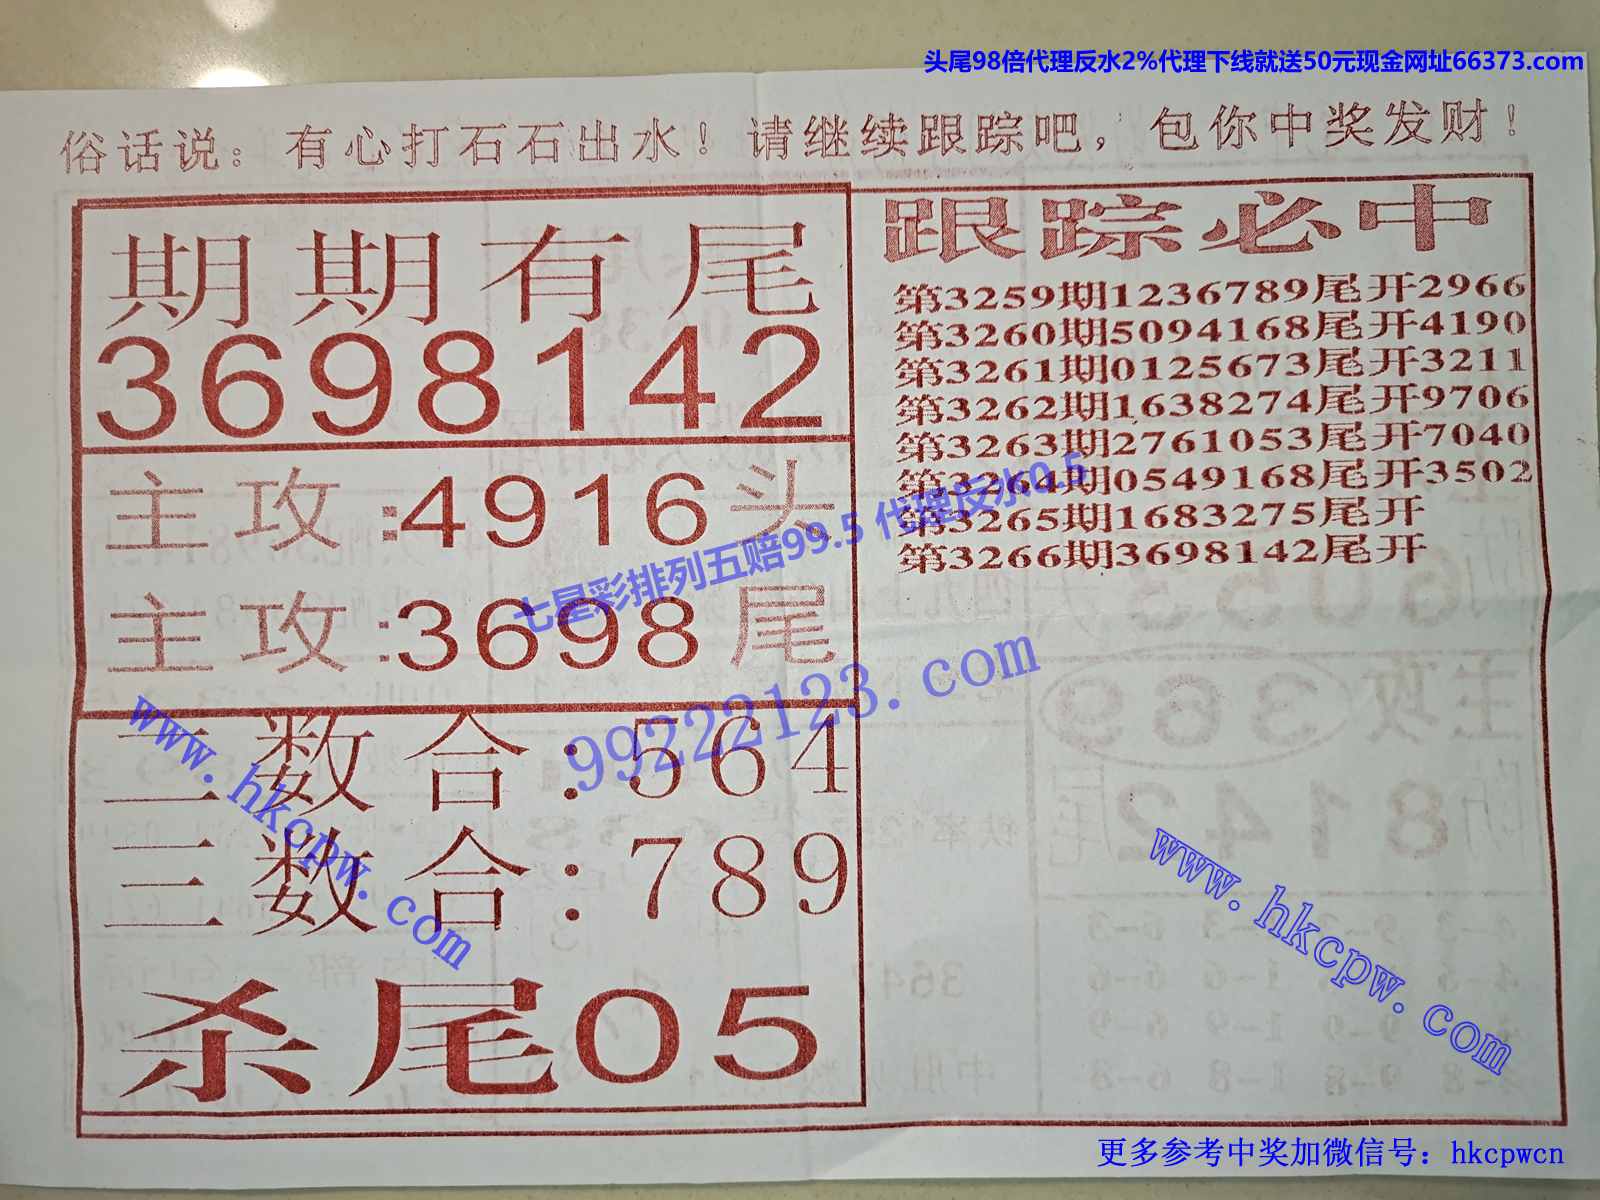 头尾98倍代理反水2%代理下线就送50元现金网址66373.com
俗话说：有心打石石出水！请继续跟踪吧，包你中奖发财！
期期有尾
3698142
主攻:4916头
主攻:3698尾
二数合:564
三数合:789
杀尾05
跟踪必中
第3259期1236789尾开2966
第3260期5094168尾开4190
第3261期0125673尾开3211
第3262期1638274尾开9706
第3263期2761053尾开7040
第3264期0549168尾开3502
第3265期1683275尾开
第3266期3698142尾开
七星彩排列五赔99.5 代理反水0.5
99222123.com
www.hkcpw.com
www.hkcpw.com
更多参考中奖加微信号：hkcpwcn